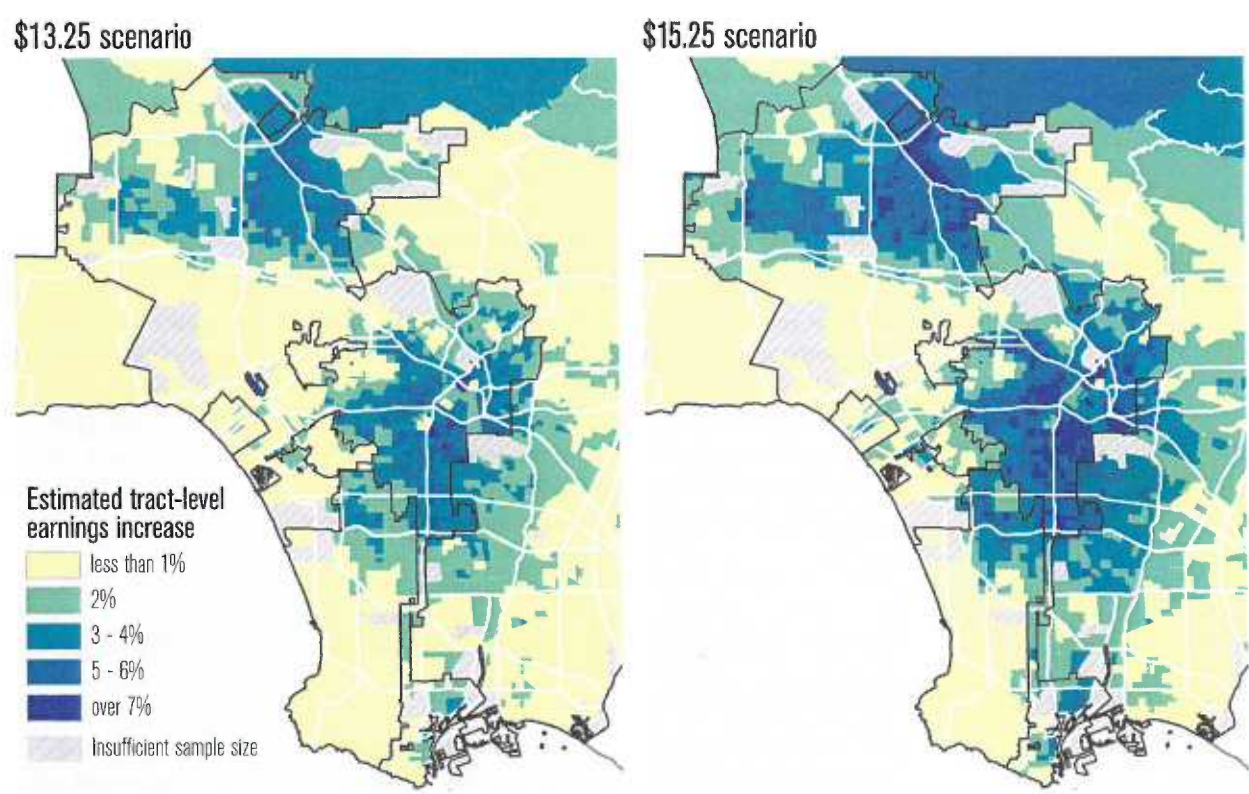 $13.25 scenario
$15.25 scenario
Estimated tract-level
earnings increase
less than 1%
2%
3 - 4%
5 - 6%
over 7%
Insufficient sample size